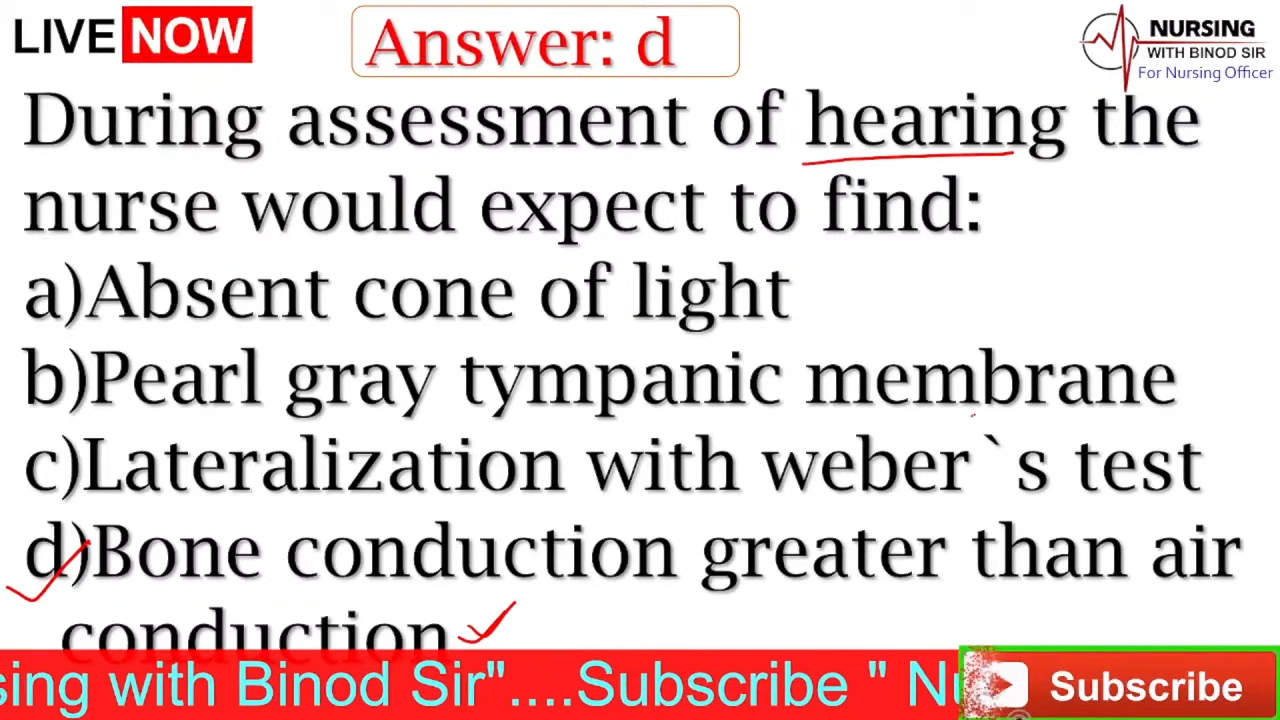 LIVE NOW
Answer: d
NURSING
WITH BINOD SIR
For Nursing Officer
During assessment of hearing the
nurse would expect to find:
a)Absent cone of light
b)Pearl gray tympanic membrane
c)Lateralization with weber`s test
d)Bone conduction greater than air
conduction
sing with Binod Sir"....Subscribe " Nu
Subscribe